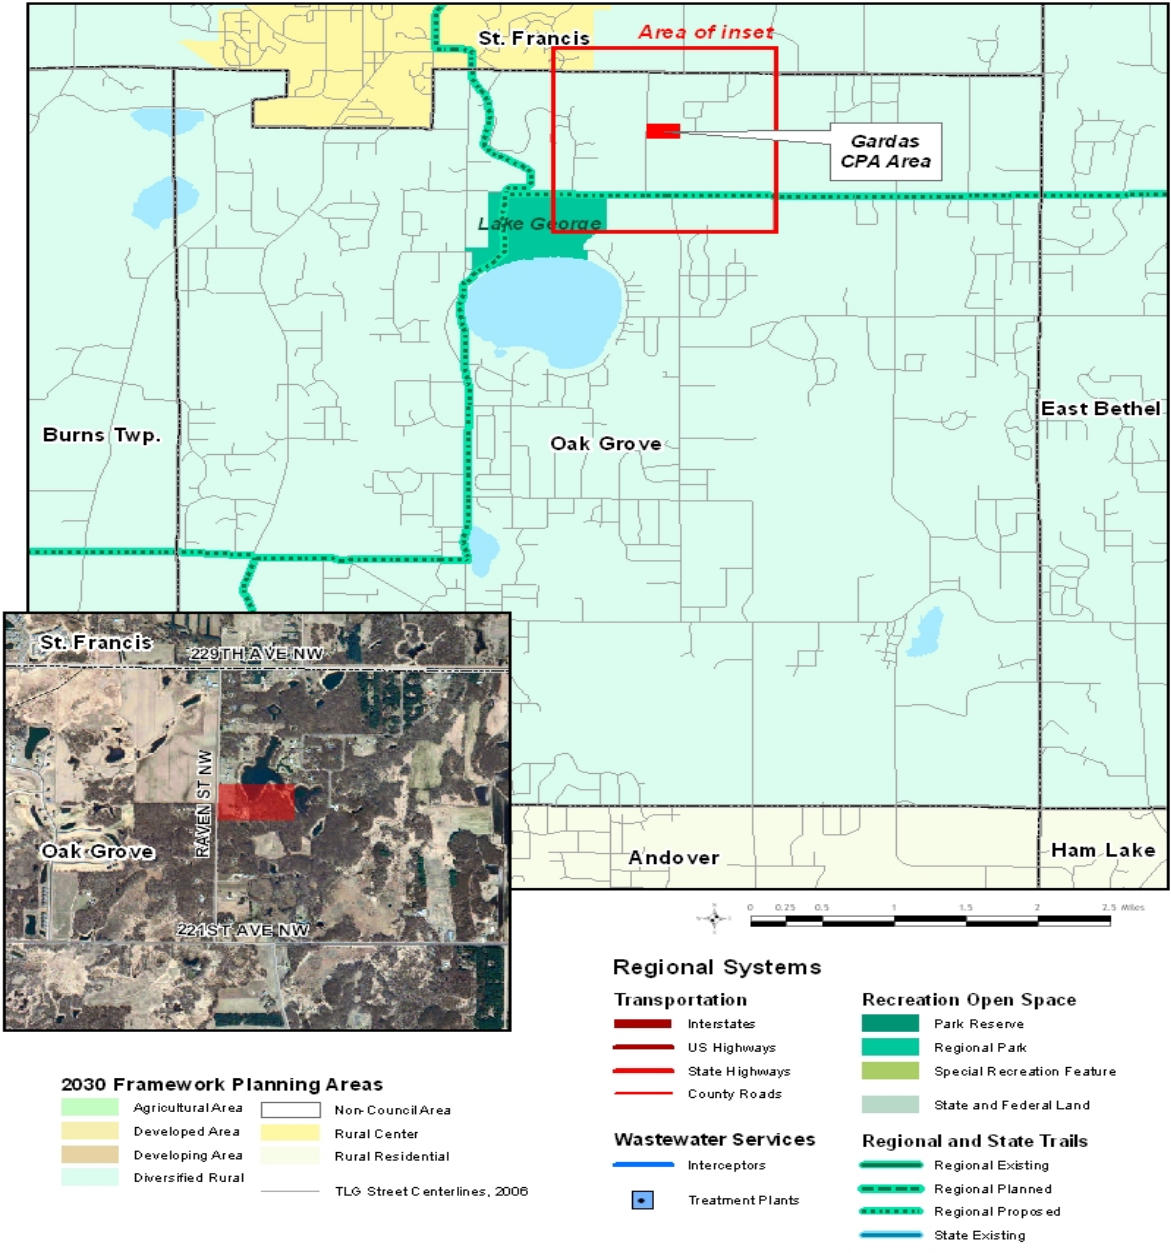 St. Francis
Area of inset
Gardas
CPA Area
Lake George
East Bethel
Burns Twp.
Oak Grove
St. Francis
229TH AVE NW
RAVEN ST NW
Oak Grove
221ST AVE NW
Andover
Ham Lake
0 0.25 0.5 1 1.5 2 2.5 Miles
Regional Systems
Transportation
Interstates
US Highways
State Highways
County Roads
Wastewater Services
Interceptors
Treatment Plants
Recreation Open Space
Park Reserve
Regional Park
Special Recreation Feature
State and Federal Land
Regional and State Trails
Regional Existing
Regional Planned
Regional Proposed
State Existing
2030 Framework Planning Areas
Agricultural Area
Developed Area
Developing Area
Diversified Rural
Non-Council Area
Rural Center
Rural Residential
TLG Street Centerlines, 2006